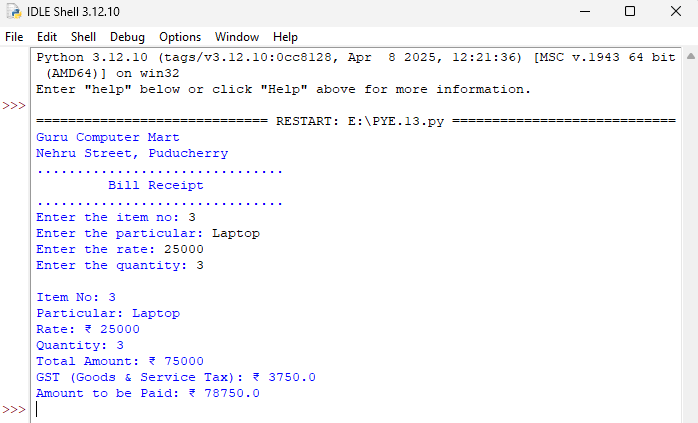 IDLE Shell 3.12.10
File Edit Shell Debug Options Window Help
Python 3.12.10 (tags/v3.12.10:0cc8128, Apr  8 2025, 12:21:36) [MSC v.1943 64 bit
(AMD64)] on win32
Enter "help" below or click "Help" above for more information.
>>>
============================= RESTART: E:\PYE.13.py ============================
Guru Computer Mart
Nehru Street, Puducherry
...............................
Bill Receipt
...............................
Enter the item no: 3
Enter the particular: Laptop
Enter the rate: 25000
Enter the quantity: 3
Item No: 3
Particular: Laptop
Rate: ₹ 25000
Quantity: 3
Total Amount: ₹ 75000
GST (Goods & Service Tax): ₹ 3750.0
Amount to be Paid: ₹ 78750.0
>>>